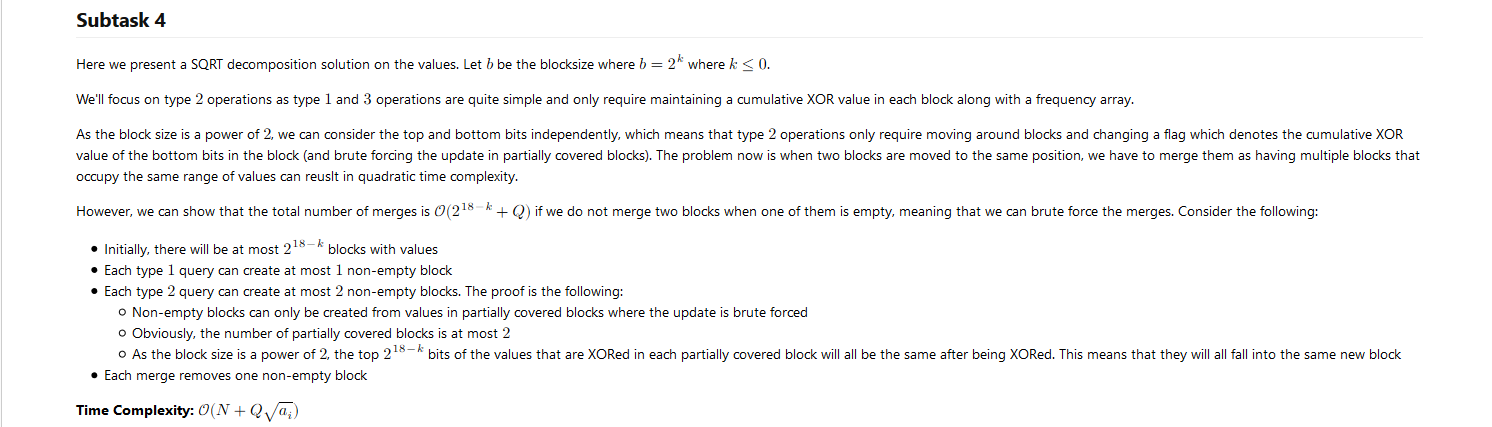 Subtask 4
Here we present a SQRT decomposition solution on the values. Let b be the blocksize where b = 2^k where k ≤ 0.
We'll focus on type 2 operations as type 1 and 3 operations are quite simple and only require maintaining a cumulative XOR value in each block along with a frequency array.
As the block size is a power of 2, we can consider the top and bottom bits independently, which means that type 2 operations only require moving around blocks and changing a flag which denotes the cumulative XOR
value of the bottom bits in the block (and brute forcing the update in partially covered blocks). The problem now is when two blocks are moved to the same position, we have to merge them as having multiple blocks that
occupy the same range of values can reuslt in quadratic time complexity.
However, we can show that the total number of merges is O(2^{18−k} + Q) if we do not merge two blocks when one of them is empty, meaning that we can brute force the merges. Consider the following:
• Initially, there will be at most 2^{18−k} blocks with values
• Each type 1 query can create at most 1 non-empty block
• Each type 2 query can create at most 2 non-empty blocks. The proof is the following:
○ Non-empty blocks can only be created from values in partially covered blocks where the update is brute forced
○ Obviously, the number of partially covered blocks is at most 2
○ As the block size is a power of 2, the top 2^{18−k} bits of the values that are XORed in each partially covered block will all be the same after being XORed. This means that they will all fall into the same new block
• Each merge removes one non-empty block
Time Complexity: O(N + Q√a_i)